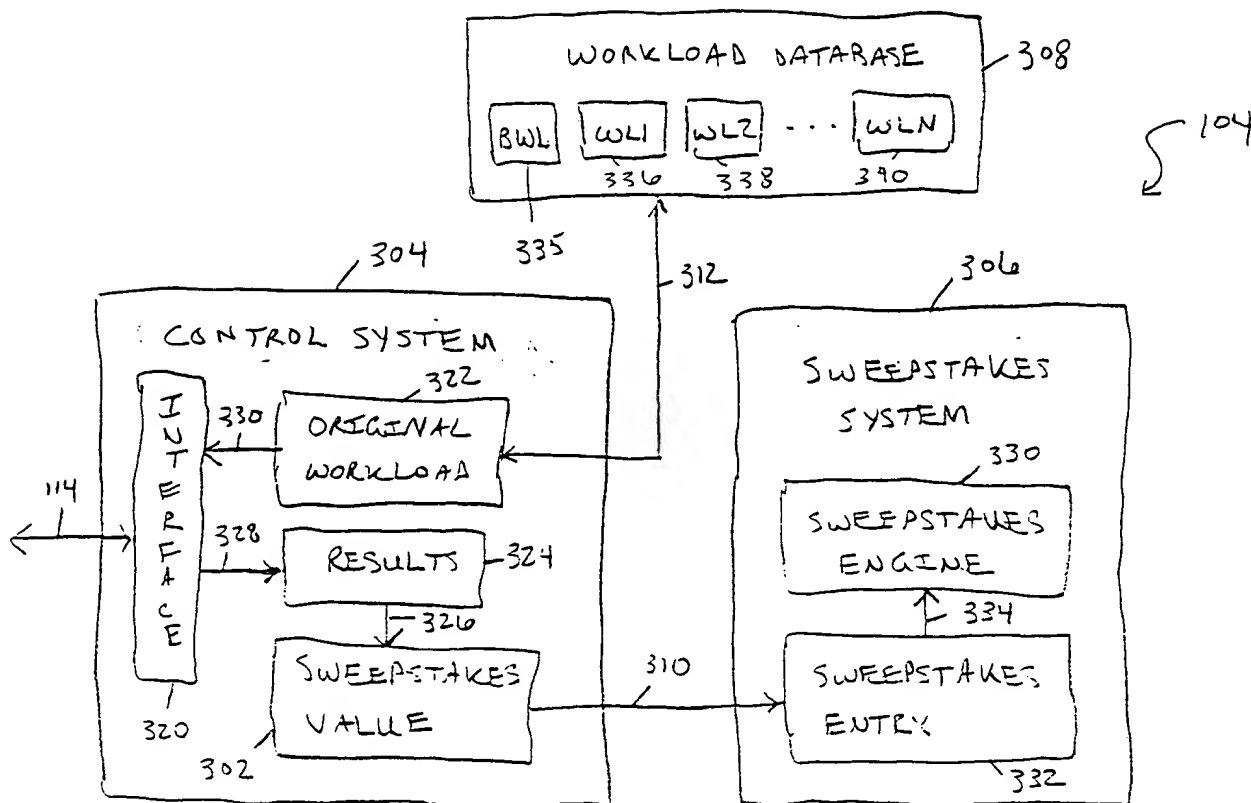 WORKLOAD DATABASE
308
104
BWL WL1 WL2 ... WLN
336 338 340
335
304
312
306
CONTROL SYSTEM
SWEEPSTAKES
SYSTEM
322
INTERFACE
330
ORIGINAL
WORKLOAD
330
114
SWEEPSTAKES
ENGINE
328
RESULTS
324
326
334
SWEEPSTAKES
VALUE
310
SWEEPSTAKES
ENTRY
320
302
332